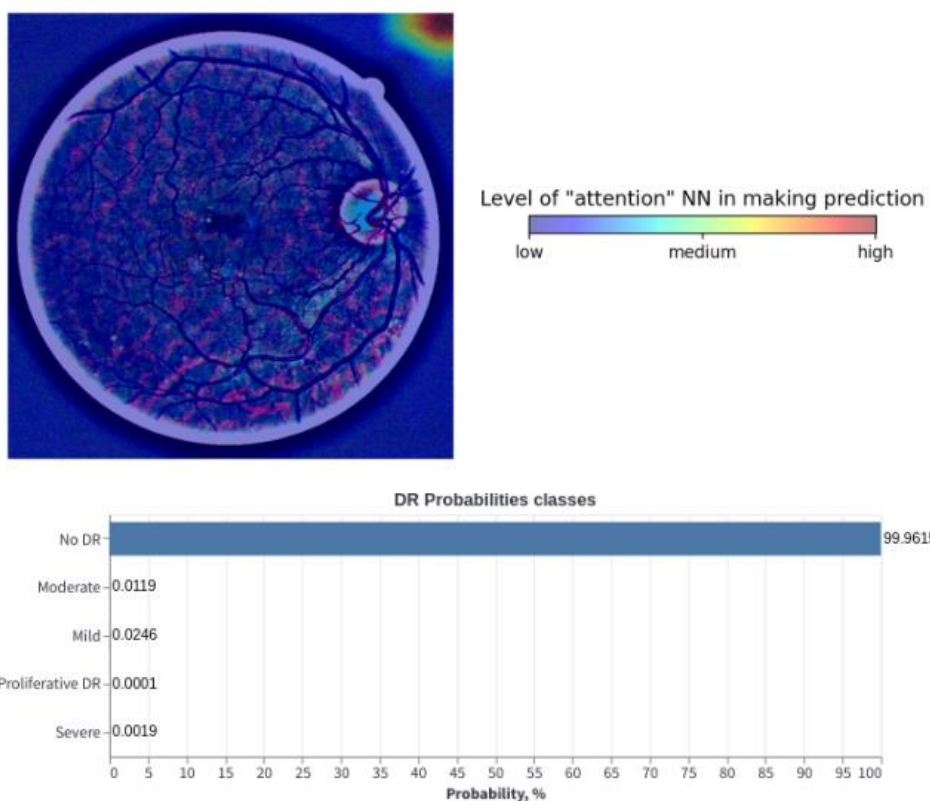 Level of "attention" NN in making prediction
low medium high
DR Probabilities classes
No DR 99.961
Moderate 0.0119
Mild 0.0246
Proliferative DR 0.0001
Severe 0.0019
0 5 10 15 20 25 30 35 40 45 50 55 60 65 70 75 80 85 90 95 100
Probability, %